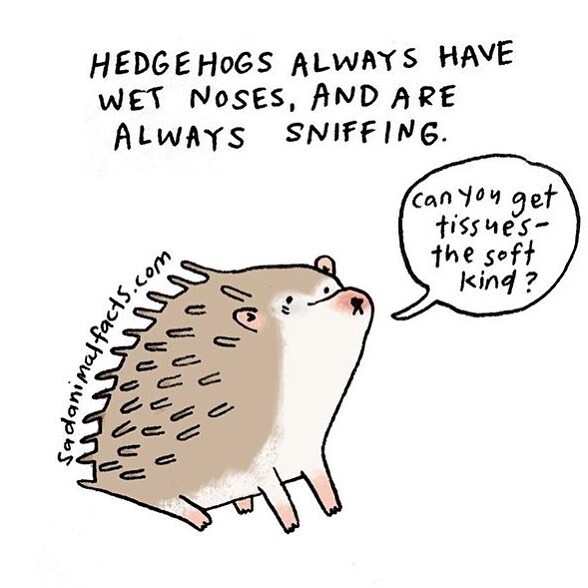 HEDGEHOGS ALWAYS HAVE
WET NOSES, AND ARE
ALWAYS SNIFFING.
can you get
tissues-
the soft
kind?
sadanimalfacts.com